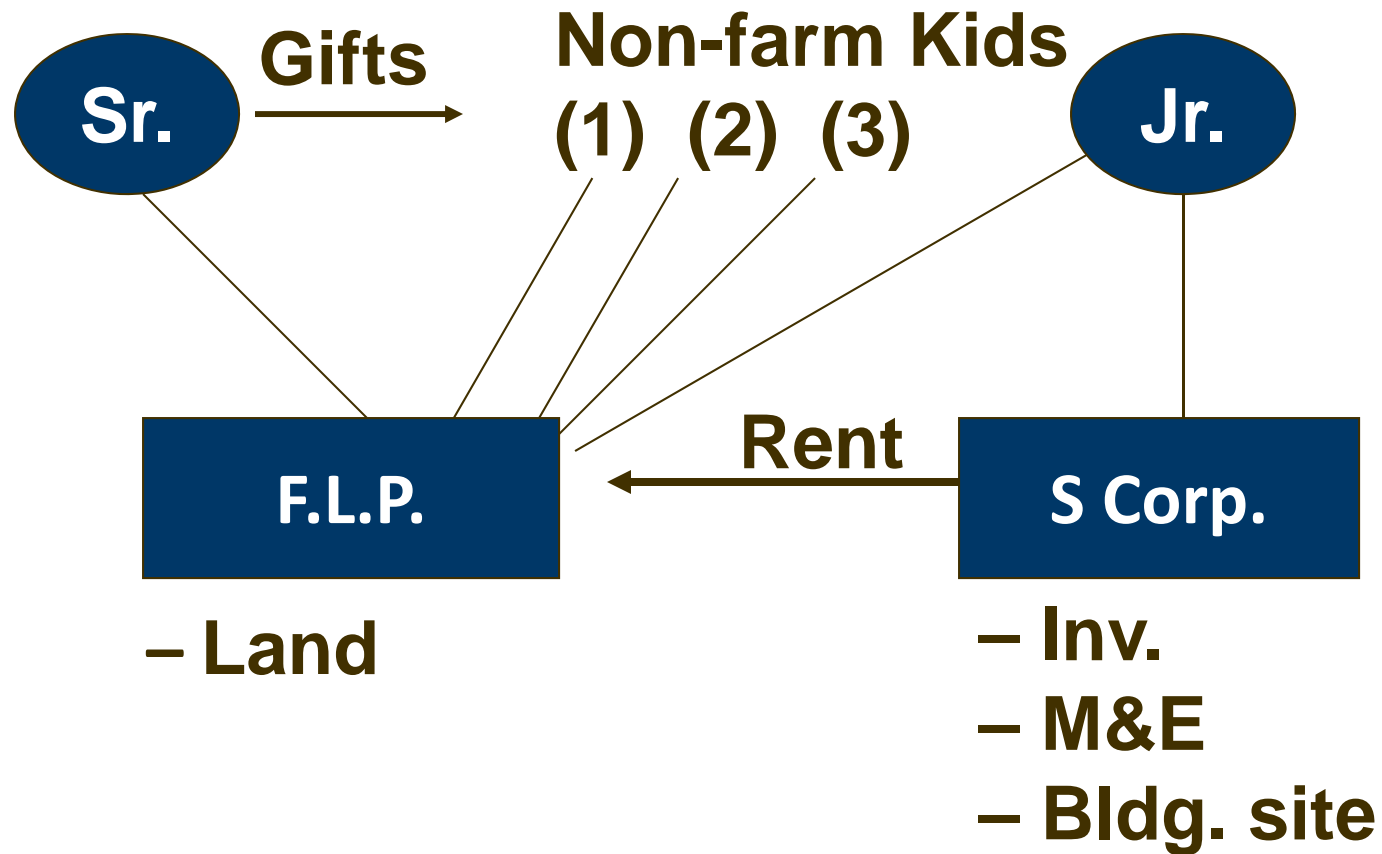 Sr.
Gifts
Non-farm Kids
(1) (2) (3)
Jr.
F.L.P.
Rent
S Corp.
– Land
– Inv.
– M&E
– Bldg. site